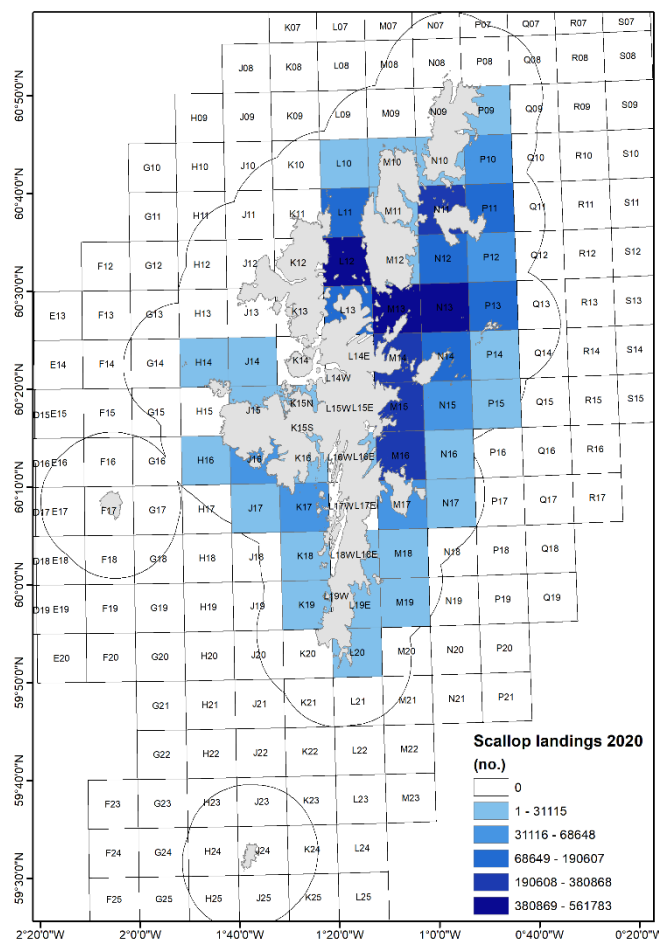 K07 L07 M07 N07 P07 Q07 R07 S07
J08 K08 L08 M08 N08 P08 Q08 R08 S08
60°50'0"N
H09 J09 K09 L09 M09 N09 P09 Q09 R09 S09
G10 H10 J10 K10 L10 M10 N10 P10 Q10 R10 S10
60°40'0"N
G11 H11 J11 K11 L11 M11 N11 P11 Q11 R11 S11
F12 G12 H12 J12 K12 L12 M12 N12 P12 Q12 R12 S12
60°30'0"N
E13 F13 G13 H13 J13 K13 L13 M13 N13 P13 Q13 R13 S13
E14 F14 G14 H14 J14 K14 L14E M14 N14 P14 Q14 R14 S14
60°20'0"N
L14W
D15 E15 F15 G15 H15 J15 K15N L15W L15E M15 N15 P15 Q15 R15 S15
K15S
D16 E16 F16 G16 H16 J16 K16 L16W L16E M16 N16 P16 Q16 R16
60°10'0"N
D17 E17 F17 G17 H17 J17 K17 L17W L17E M17 N17 P17 Q17 R17
D18 E18 F18 G18 H18 J18 K18 L18W L18E M18 N18 P18 Q18
60°0'0"N
L19W
D19 E19 F19 G19 H19 J19 K19 L19E M19 N19 P19 Q19
E20 F20 G20 H20 J20 K20 L20 M20 N20 P20
59°50'0"N
G21 H21 J21 K21 L21 M21 N21 P21
G22 H22 J22 K22 L22 M22
59°40'0"N
F23 G23 H23 J23 K23 L23 M23
F24 G24 H24 J24 K24 L24
59°30'0"N
F25 G25 H25 J25 K25 L25
Scallop landings 2020
(no.)
0
1 - 31115
31116 - 68648
68649 - 190607
190608 - 380868
380869 - 561783
2°20'0"W 2°0'0"W 1°40'0"W 1°20'0"W 1°0'0"W 0°40'0"W